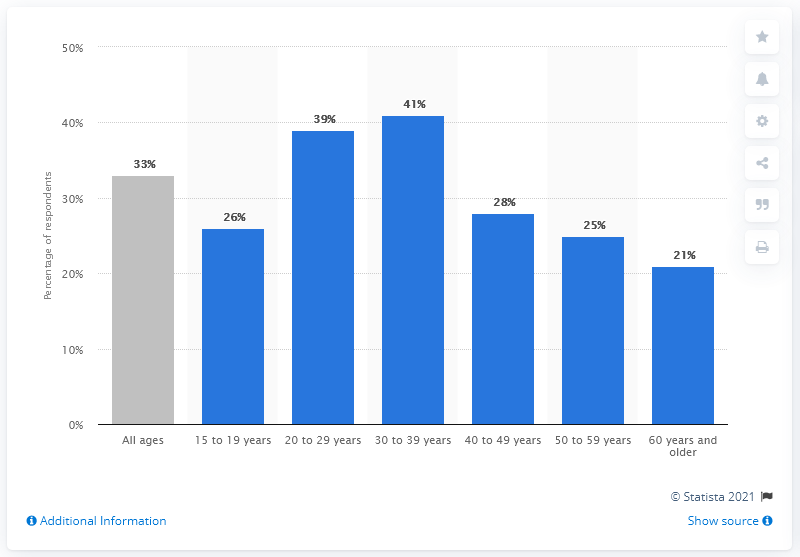 50%
40%
30%
20%
10%
0%
Percentage of respondents
33%
26%
39%
41%
28%
25%
21%
All ages
15 to 19 years
20 to 29 years
30 to 39 years
40 to 49 years
50 to 59 years
60 years and
older
© Statista 2021
Additional Information
Show source